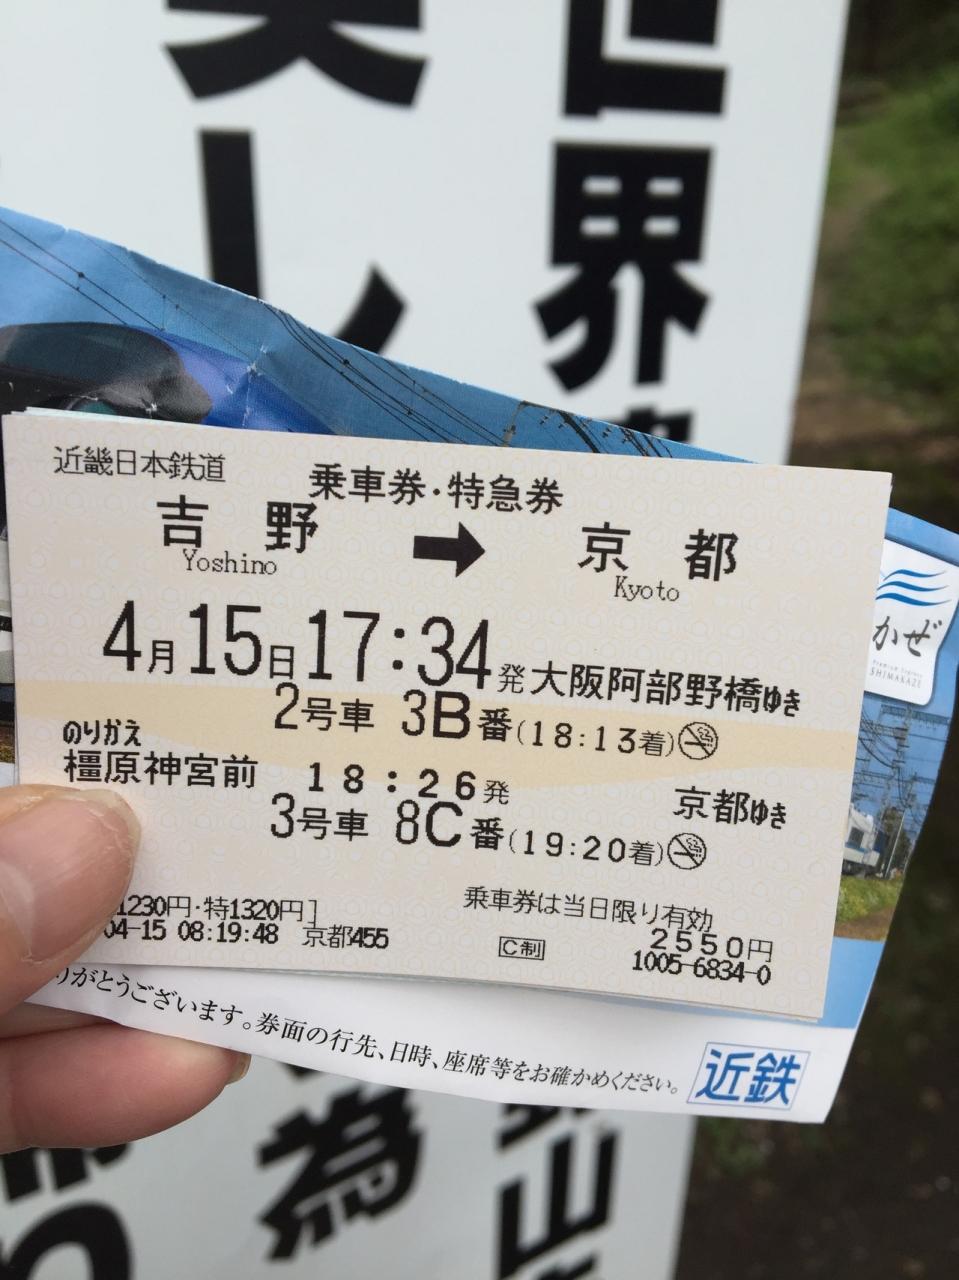 世界
美し
近畿日本鉄道 乗車券・特急券
吉野 ➡ 京都
Yoshino Kyoto
4月15日17:34発 大阪阿部野橋ゆき
2号車 3B番(18:13着)
のりかえ
橿原神宮前 18:26発 京都ゆき
3号車 8C番(19:20着)
1230円・特1320円] 乗車券は当日限り有効
04-15 08:19:48 京都455 C制 2550円
1005-6834-0
かぜ
Premium Express
SHIMAKAZE
りがとうございます。券面の行先、日時、座席等をお確かめください。
近鉄
為
山